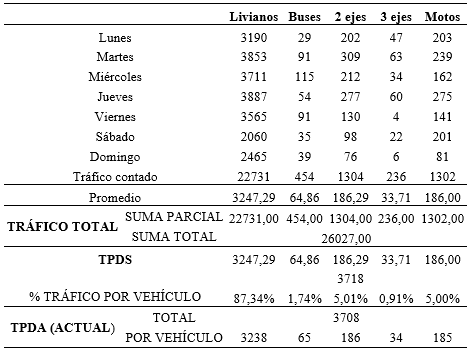 Livianos Buses 2 ejes 3 ejes Motos
Lunes 3190 29 202 47 203
Martes 3853 91 309 63 239
Miércoles 3711 115 212 34 162
Jueves 3887 54 277 60 275
Viernes 3565 91 130 4 141
Sábado 2060 35 98 22 201
Domingo 2465 39 76 6 81
Tráfico contado 22731 454 1304 236 1302
Promedio 3247,29 64,86 186,29 33,71 186,00
TRÁFICO TOTAL SUMA PARCIAL 22731,00 454,00 1304,00 236,00 1302,00
SUMA TOTAL 26027,00
TPDS 3247,29 64,86 186,29 33,71 186,00
3718
% TRÁFICO POR VEHÍCULO 87,34% 1,74% 5,01% 0,91% 5,00%
TPDA (ACTUAL) TOTAL 3708
POR VEHÍCULO 3238 65 186 34 185